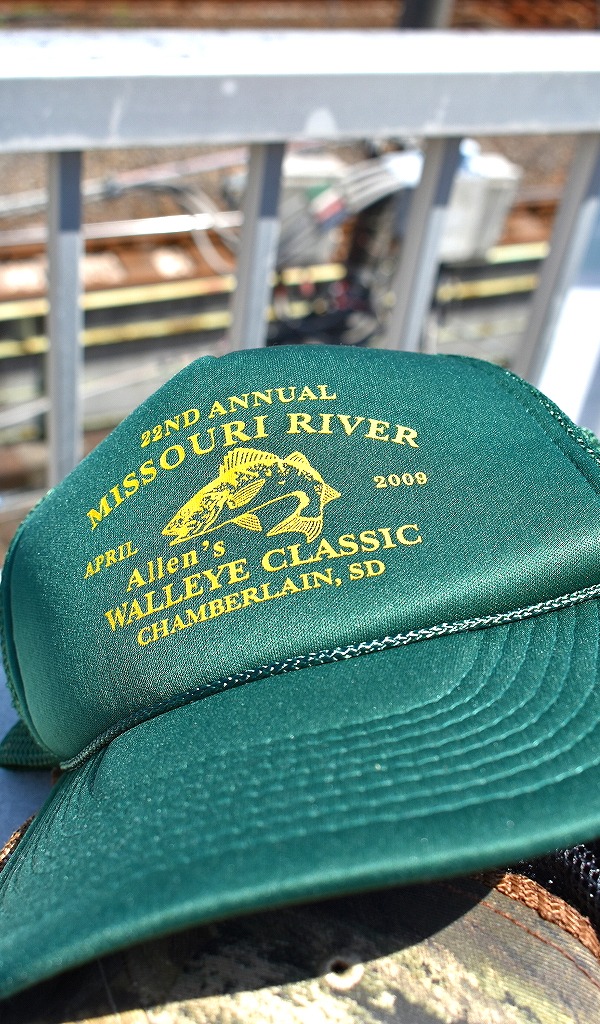 22ND ANNUAL
MISSOURI RIVER
APRIL 2009
Allen's
WALLEYE CLASSIC
CHAMBERLAIN, SD